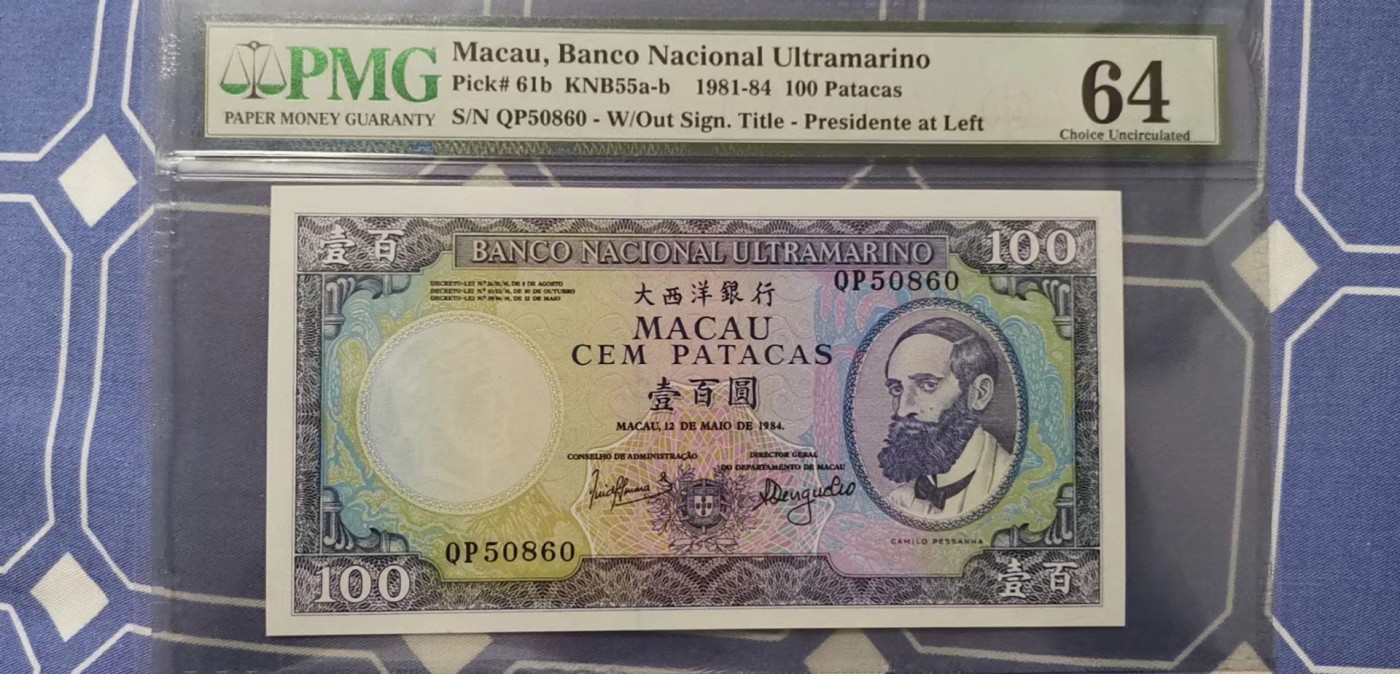 PMG
PAPER MONEY GUARANTY
Macau, Banco Nacional Ultramarino
Pick# 61b KNB55a-b 1981-84 100 Patacas
S/N QP50860 - W/Out Sign. Title - Presidente at Left
64
Choice Uncirculated
壹百
BANCO NACIONAL ULTRAMARINO
100
QP50860
大西洋銀行
MACAU
CEM PATACAS
壹百圓
MACAU, 12 DE MAIO DE 1984.
CONSELHO DE ADMINISTRAÇÃO
DIRECTOR GERAL
DO DEPARTAMENTO DE MACAU
CAMILO PESSANHA
QP50860
100
壹百